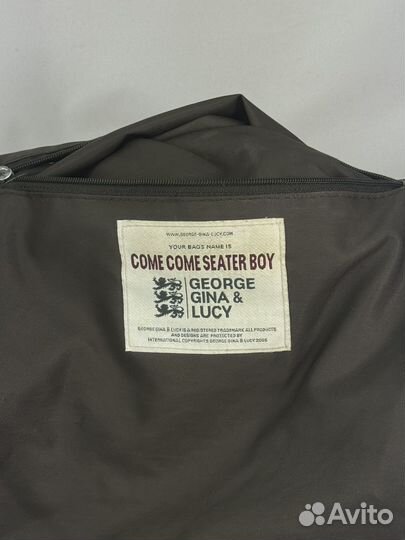 WWW.GEORGE-GINA-LUCY.COM
YOUR BAGS NAME IS
COME COME SEATER BOY
GEORGE
GINA &
LUCY
GEORGE GINA & LUCY IS A REGISTERED TRADEMARK ALL PRODUCTS
AND DESIGNS ARE PROTECTED BY
INTERNATIONAL COPYRIGHTS GEORGE GINA & LUCY 2006
Avito